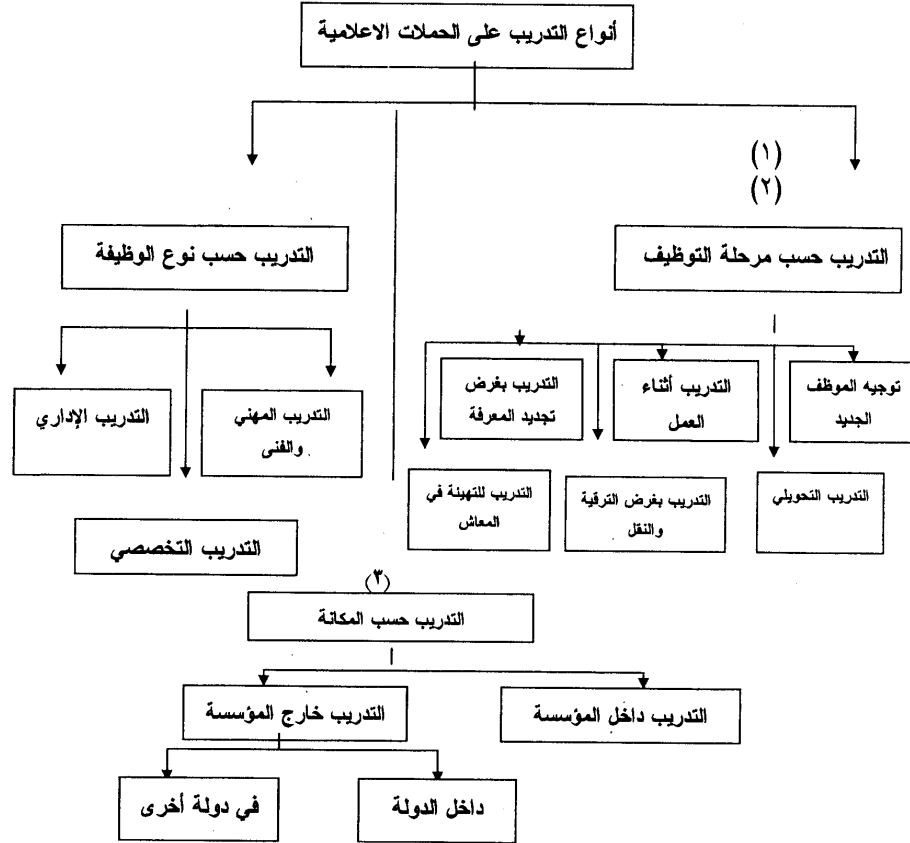 أنواع التدريب على الحملات الاعلامية
(١)
(٢)
التدريب حسب مرحلة التوظيف
التدريب حسب نوع الوظيفة
توجيه الموظف
الجديد
التدريب أثناء
العمل
التدريب بغرض
تجديد المعرفة
التدريب التحويلي
التدريب بغرض الترقية
والنقل
التدريب للتهيئة في
المعاش
التدريب المهني
والفنى
التدريب الإداري
التدريب التخصصي
(٣)
التدريب حسب المكانة
التدريب داخل المؤسسة
التدريب خارج المؤسسة
داخل الدولة
في دولة أخرى